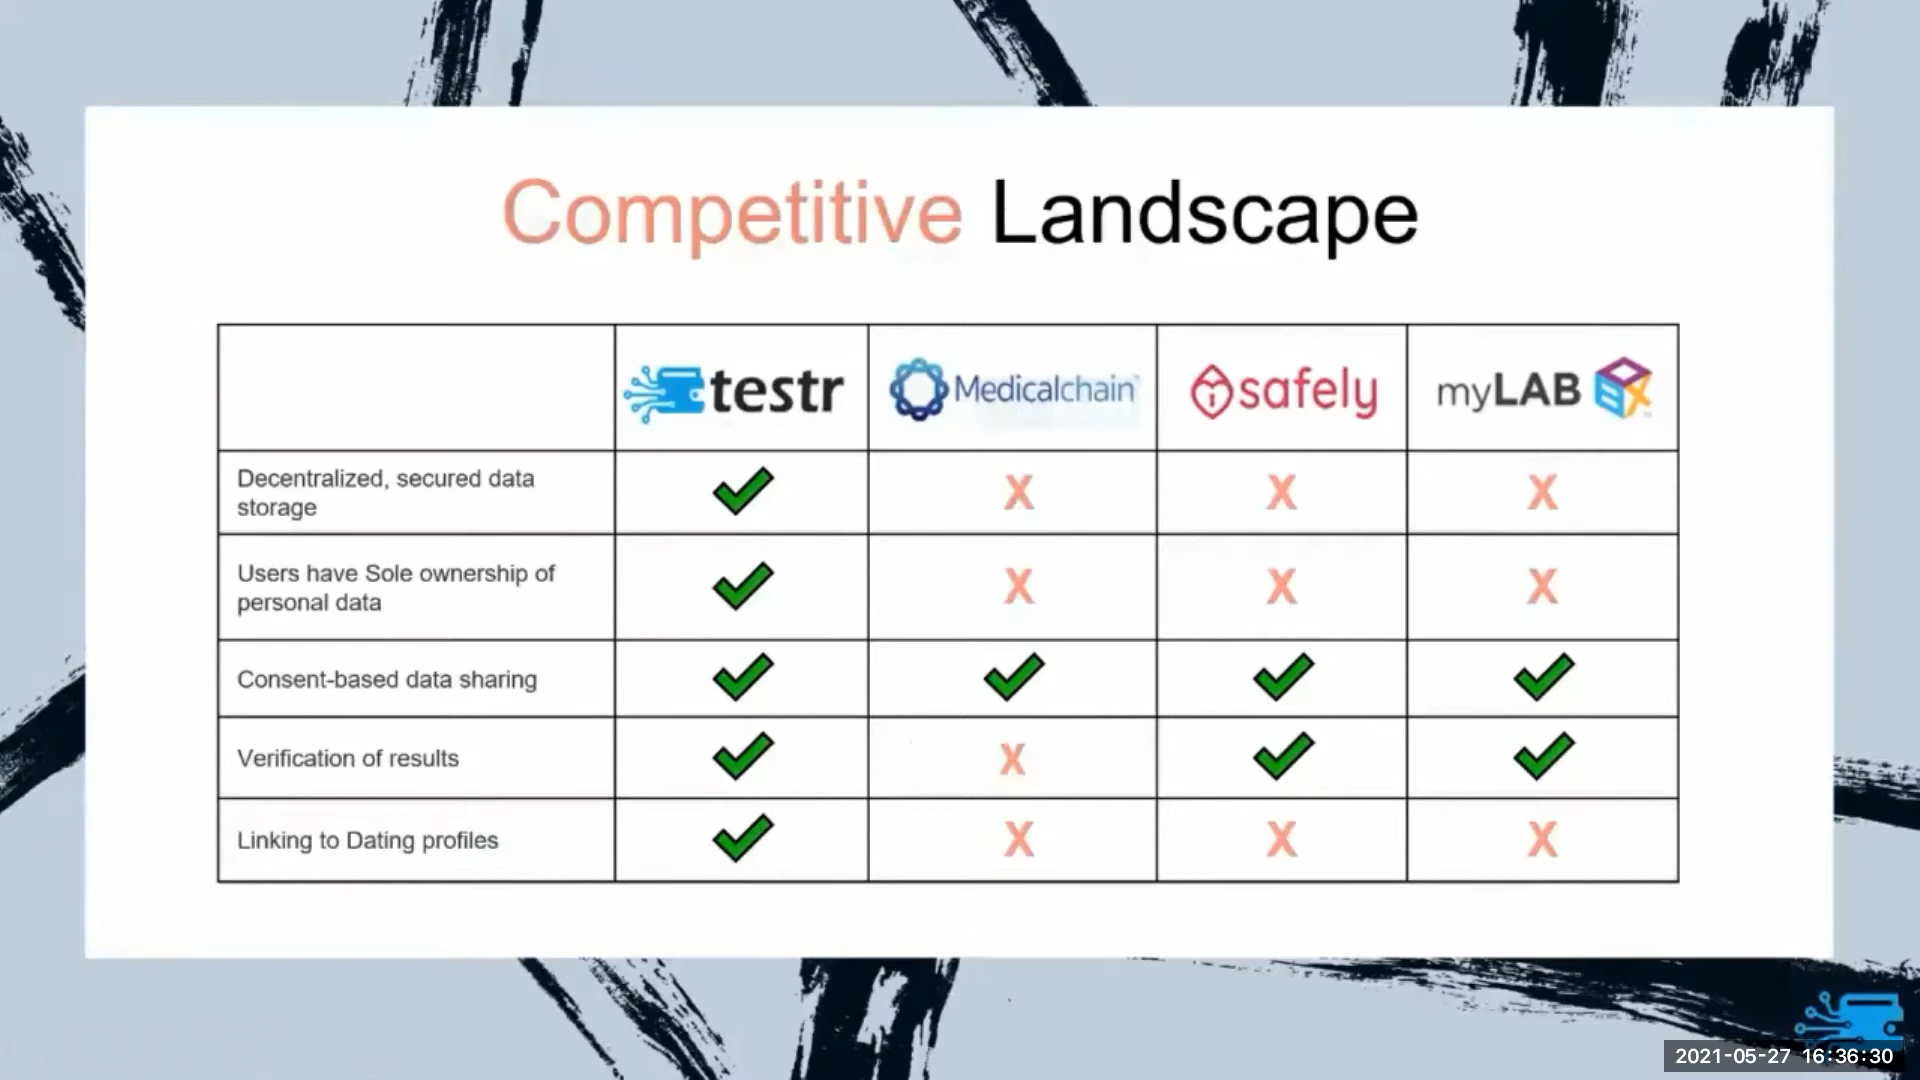 Competitive Landscape
testr Medicalchain safely myLAB BOX
Decentralized, secured data
storage
X X X
Users have Sole ownership of
personal data
X X X
Consent-based data sharing
Verification of results
X
Linking to Dating profiles
X X X
2021-05-27 16:36:30